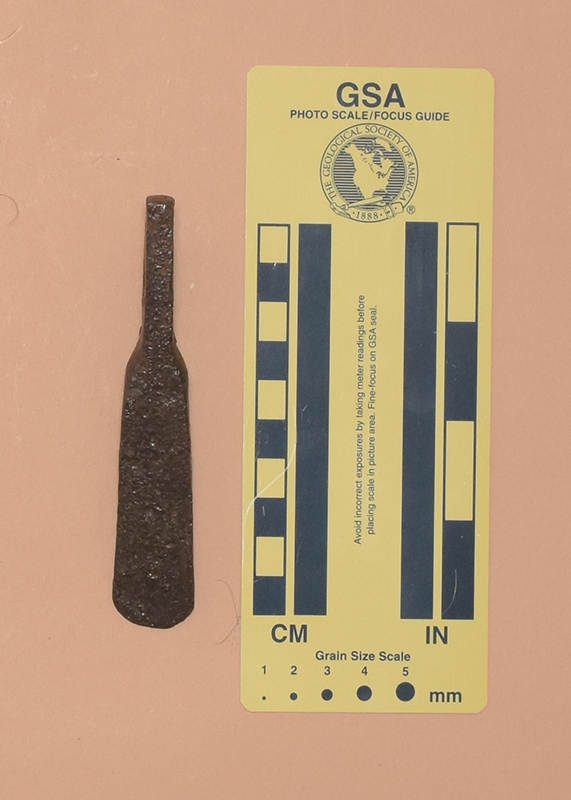 GSA
PHOTO SCALE/FOCUS GUIDE
THE GEOLOGICAL SOCIETY OF AMERICA
1888
®
Avoid incorrect exposures by taking meter readings before
placing scale in picture area. Fine-focus on GSA seal.
CM IN
Grain Size Scale
1 2 3 4 5
mm